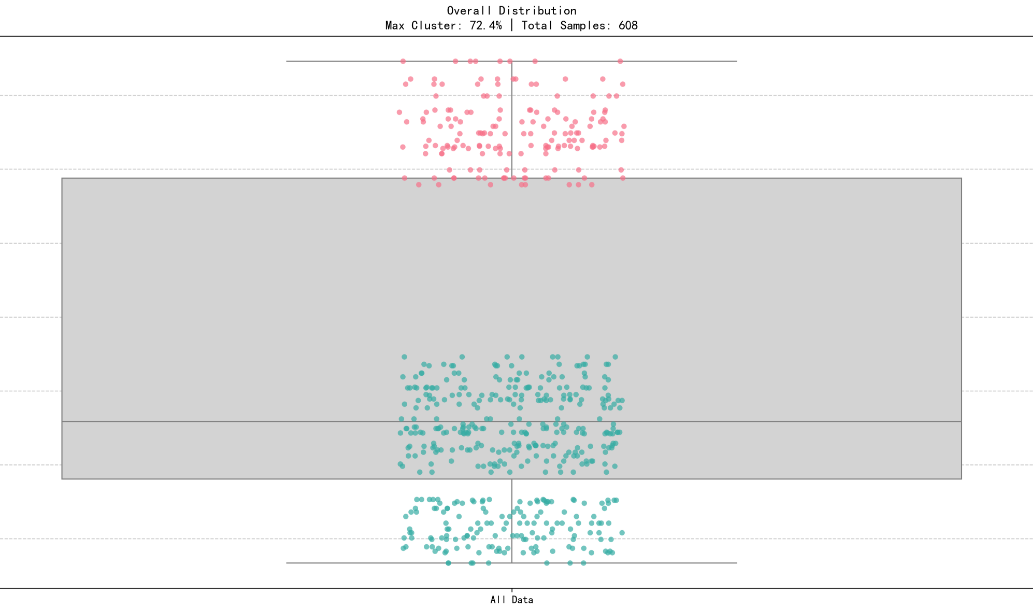 Overall Distribution
Max Cluster: 72.4% | Total Samples: 608
All Data